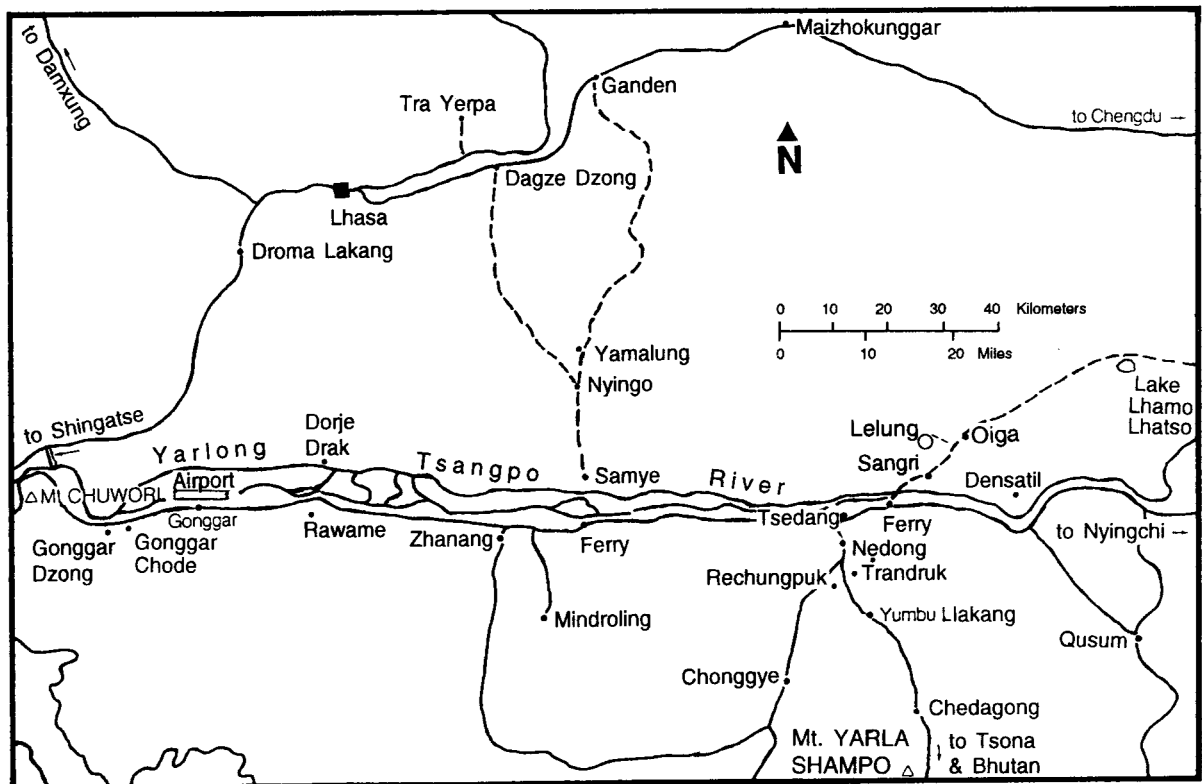 to Damxung
Maizhokunggar
Ganden
Tra Yerpa
to Chengdu →
N
Dagze Dzong
Lhasa
Droma Lakang
0 10 20 30 40 Kilometers
0 10 20 Miles
Yamalung
Nyingo
Lake
Lhamo
Lhatso
to Shingatse
Dorje
Drak
Lelung
Oiga
Yarlong Tsangpo River
Sangri
Samye
Densatil
Airport
Mt. CHUWORI
Gonggar
Rawame
Tsedang
Ferry
Ferry
to Nyingchi →
Gonggar
Dzong
Gonggar
Chode
Zhanang
Nedong
Rechungpuk
Trandruk
Mindroling
Yumbu Llakang
Qusum
Chonggye
Chedagong
Mt. YARLA
SHAMPO
to Tsona
& Bhutan